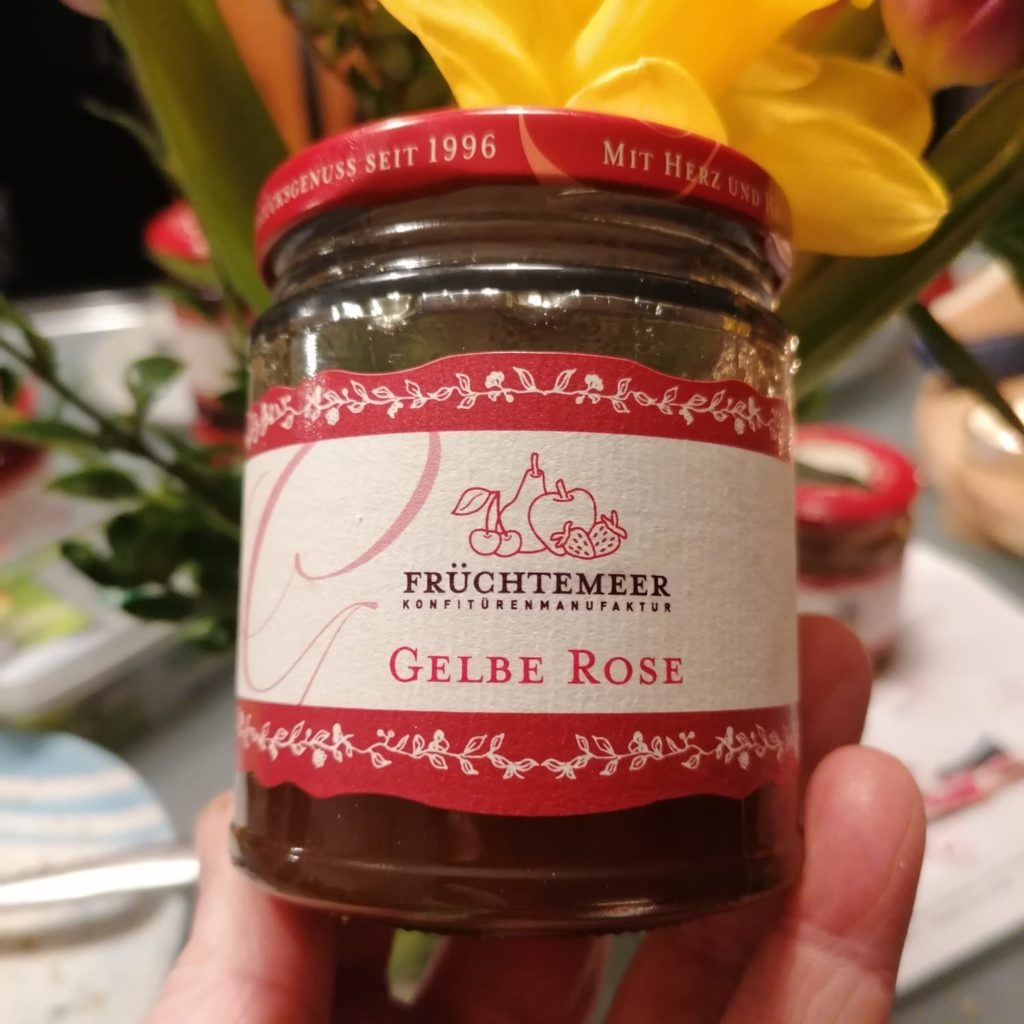 SEIT 1996
MIT HERZ UND
FRÜCHTEMEER
KONFITÜRENMANUFAKTUR
GELBE ROSE